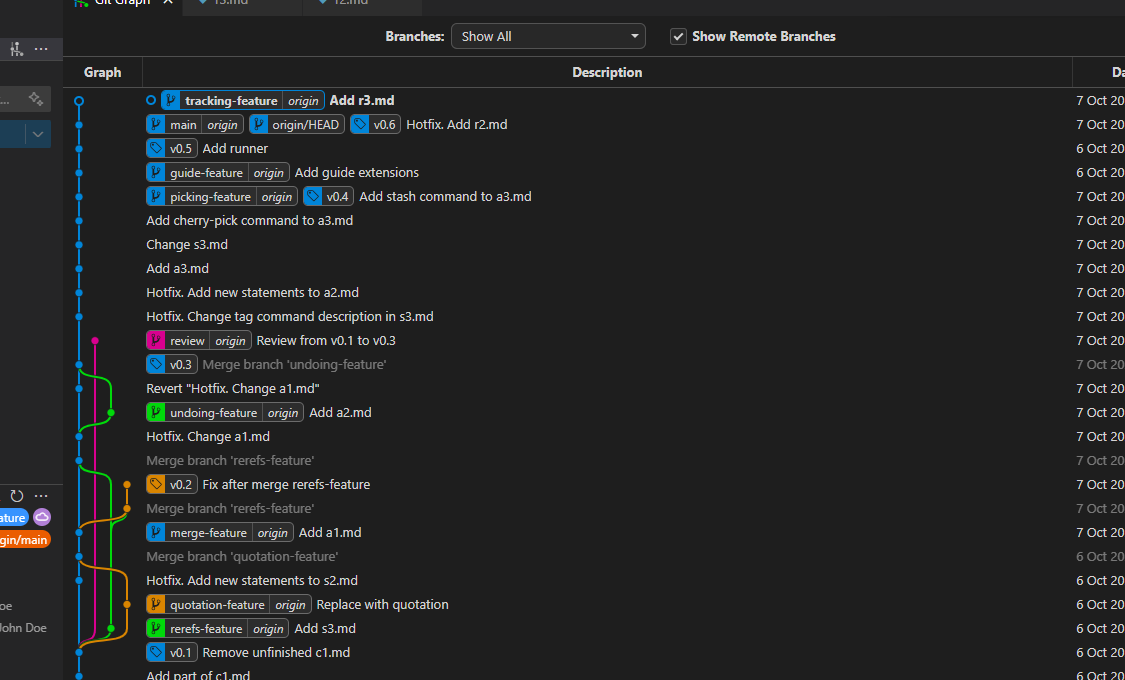 Git Graph
r3.md
r2.md
Branches: Show All Show Remote Branches
Graph Description Da
tracking-feature origin Add r3.md 7 Oct 20
main origin origin/HEAD v0.6 Hotfix. Add r2.md 7 Oct 20
v0.5 Add runner 6 Oct 20
guide-feature origin Add guide extensions 6 Oct 20
picking-feature origin v0.4 Add stash command to a3.md 7 Oct 20
Add cherry-pick command to a3.md 7 Oct 20
Change s3.md 7 Oct 20
Add a3.md 7 Oct 20
Hotfix. Add new statements to a2.md 7 Oct 20
Hotfix. Change tag command description in s3.md 7 Oct 20
review origin Review from v0.1 to v0.3 7 Oct 20
v0.3 Merge branch 'undoing-feature' 7 Oct 20
Revert "Hotfix. Change a1.md" 7 Oct 20
undoing-feature origin Add a2.md 7 Oct 20
Hotfix. Change a1.md 7 Oct 20
Merge branch 'rerefs-feature' 7 Oct 20
v0.2 Fix after merge rerefs-feature 7 Oct 20
Merge branch 'rerefs-feature' 7 Oct 20
merge-feature origin Add a1.md 7 Oct 20
Merge branch 'quotation-feature' 6 Oct 20
Hotfix. Add new statements to s2.md 6 Oct 20
quotation-feature origin Replace with quotation 6 Oct 20
rerefs-feature origin Add s3.md 6 Oct 20
v0.1 Remove unfinished c1.md 6 Oct 20
Add part of c1.md 6 Oct 20
...
ature
gin/main
oe
John Doe